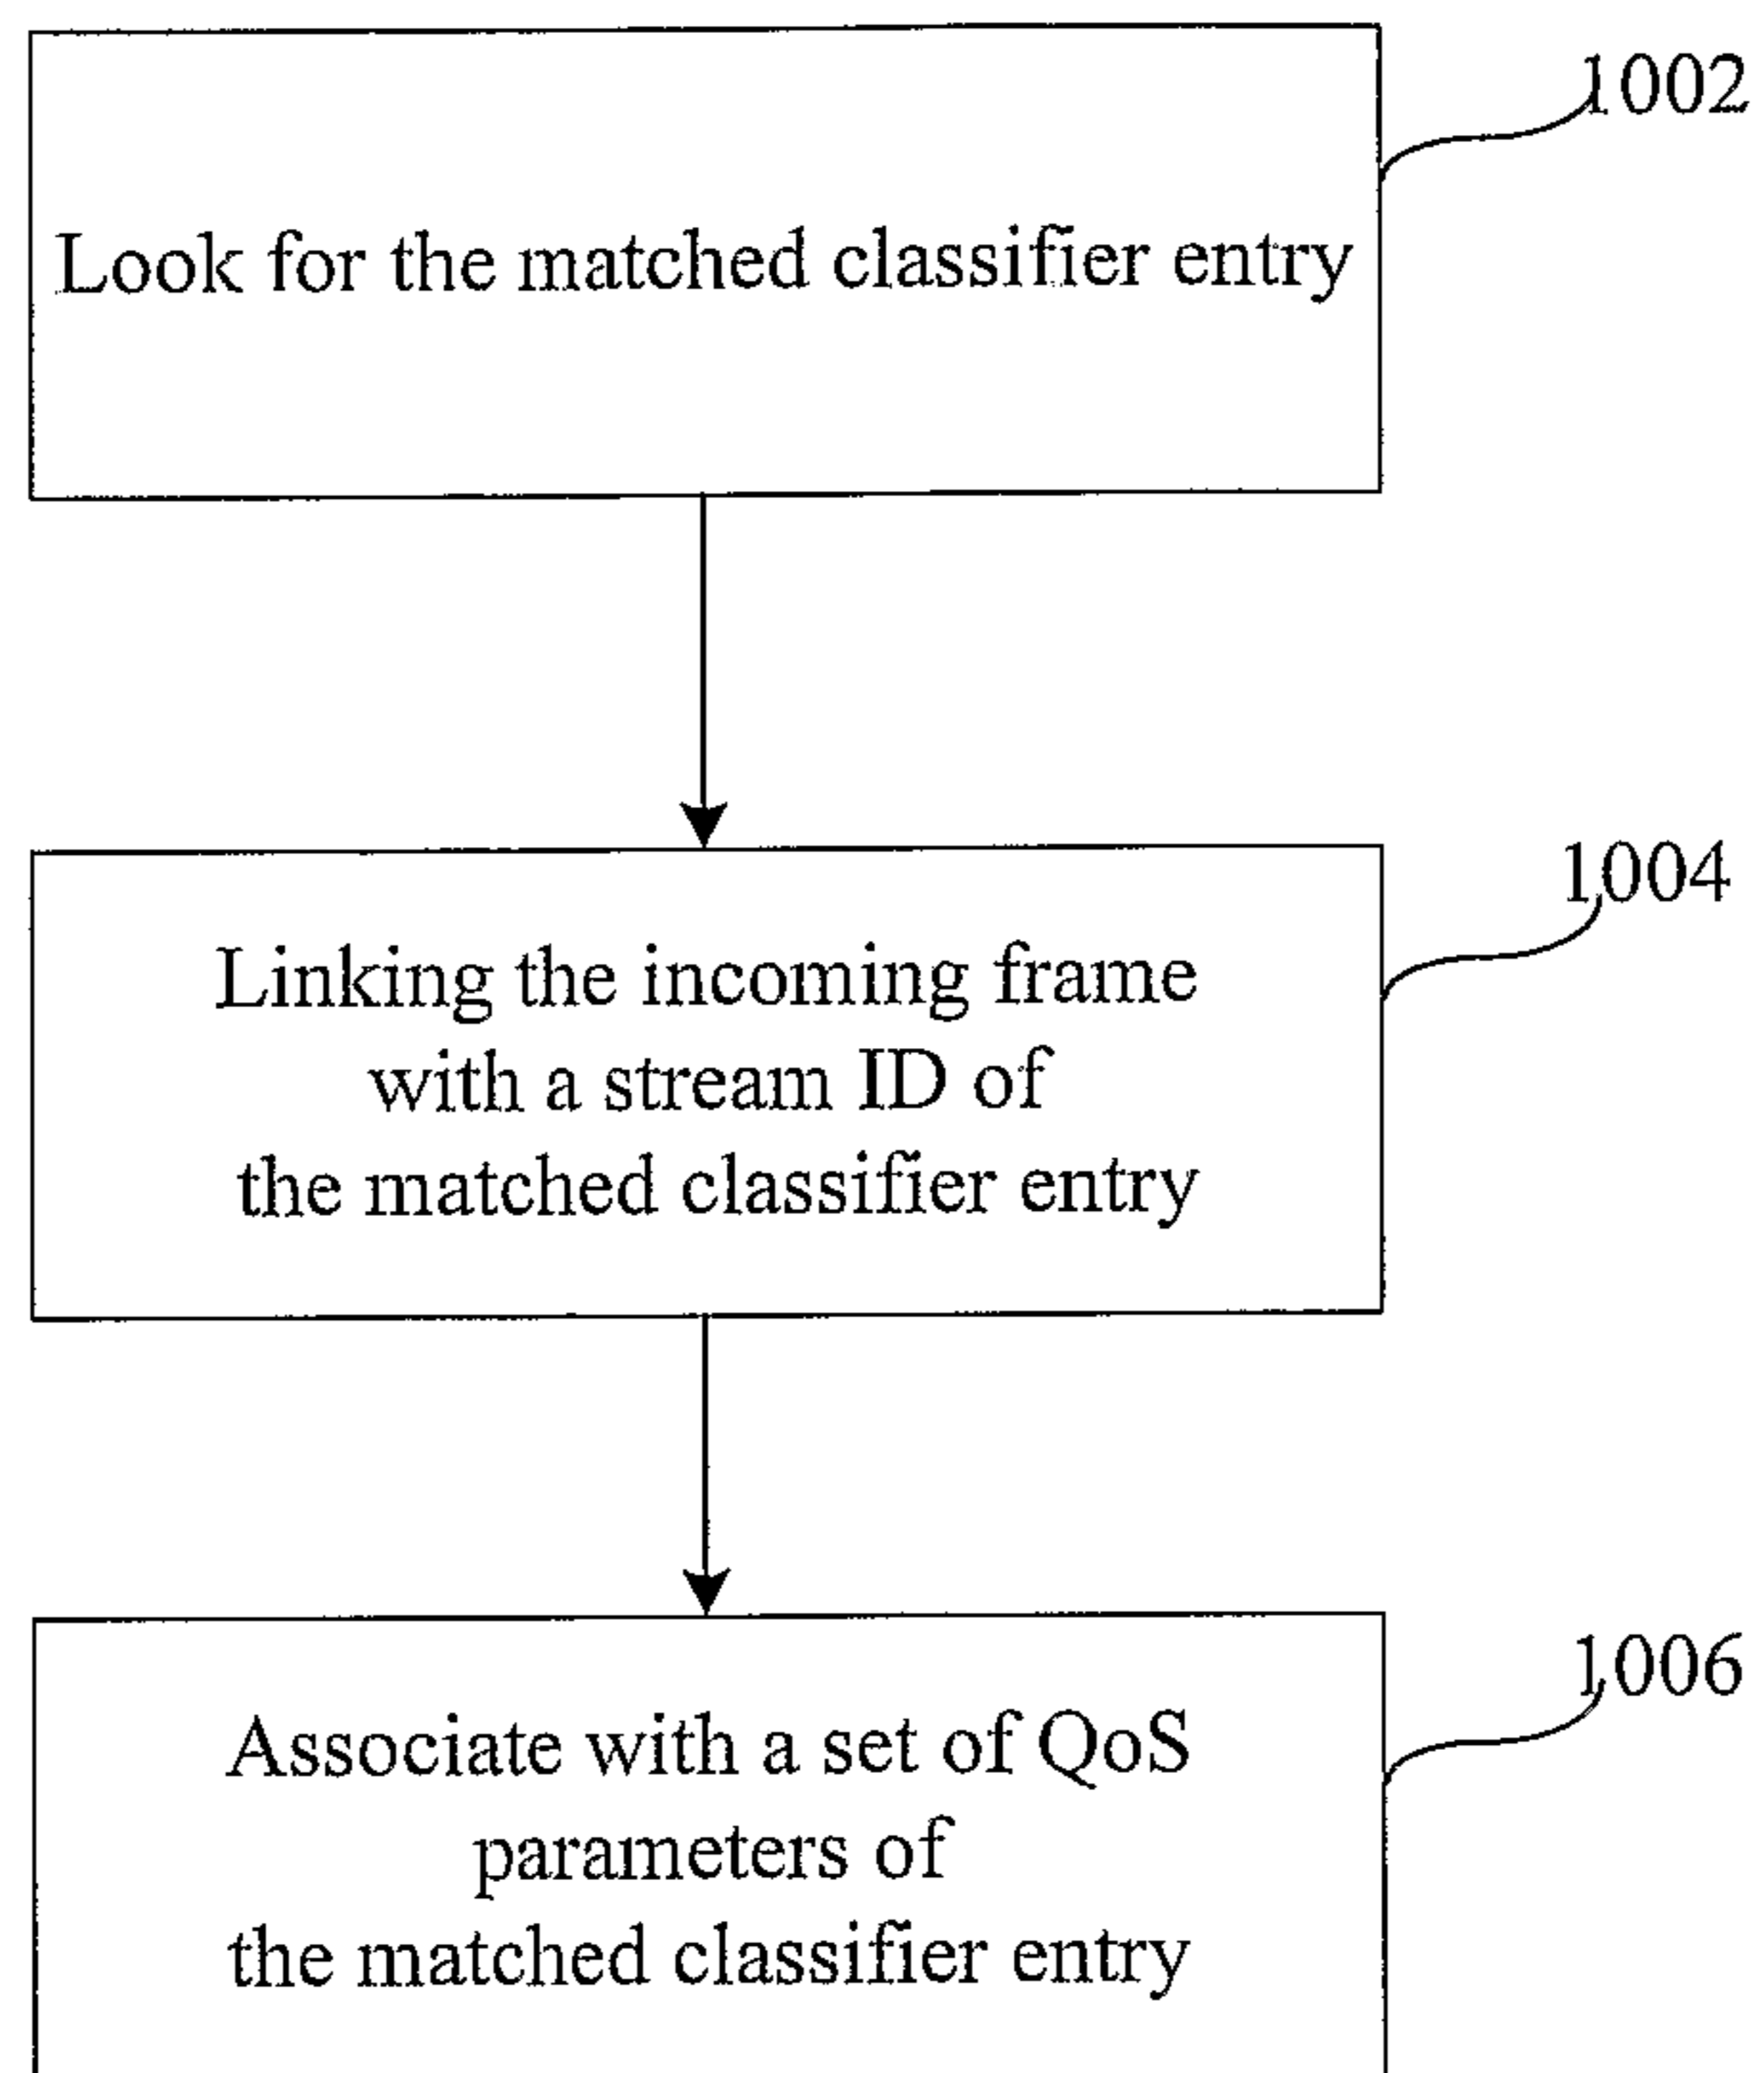 1002
Look for the matched classifier entry
1004
Linking the incoming frame
with a stream ID of
the matched classifier entry
1006
Associate with a set of QoS
parameters of
the matched classifier entry